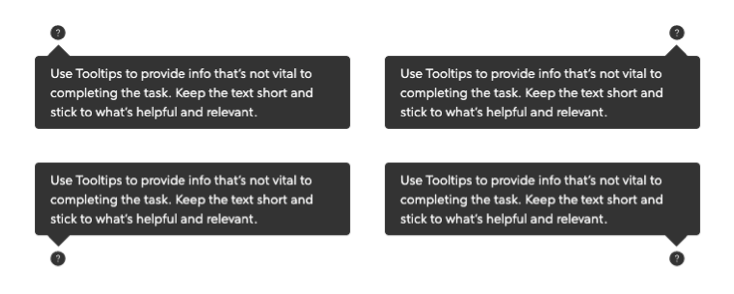 ?
?
Use Tooltips to provide info that's not vital to
completing the task. Keep the text short and
stick to what's helpful and relevant.
Use Tooltips to provide info that's not vital to
completing the task. Keep the text short and
stick to what's helpful and relevant.
Use Tooltips to provide info that's not vital to
completing the task. Keep the text short and
stick to what's helpful and relevant.
Use Tooltips to provide info that's not vital to
completing the task. Keep the text short and
stick to what's helpful and relevant.
?
?